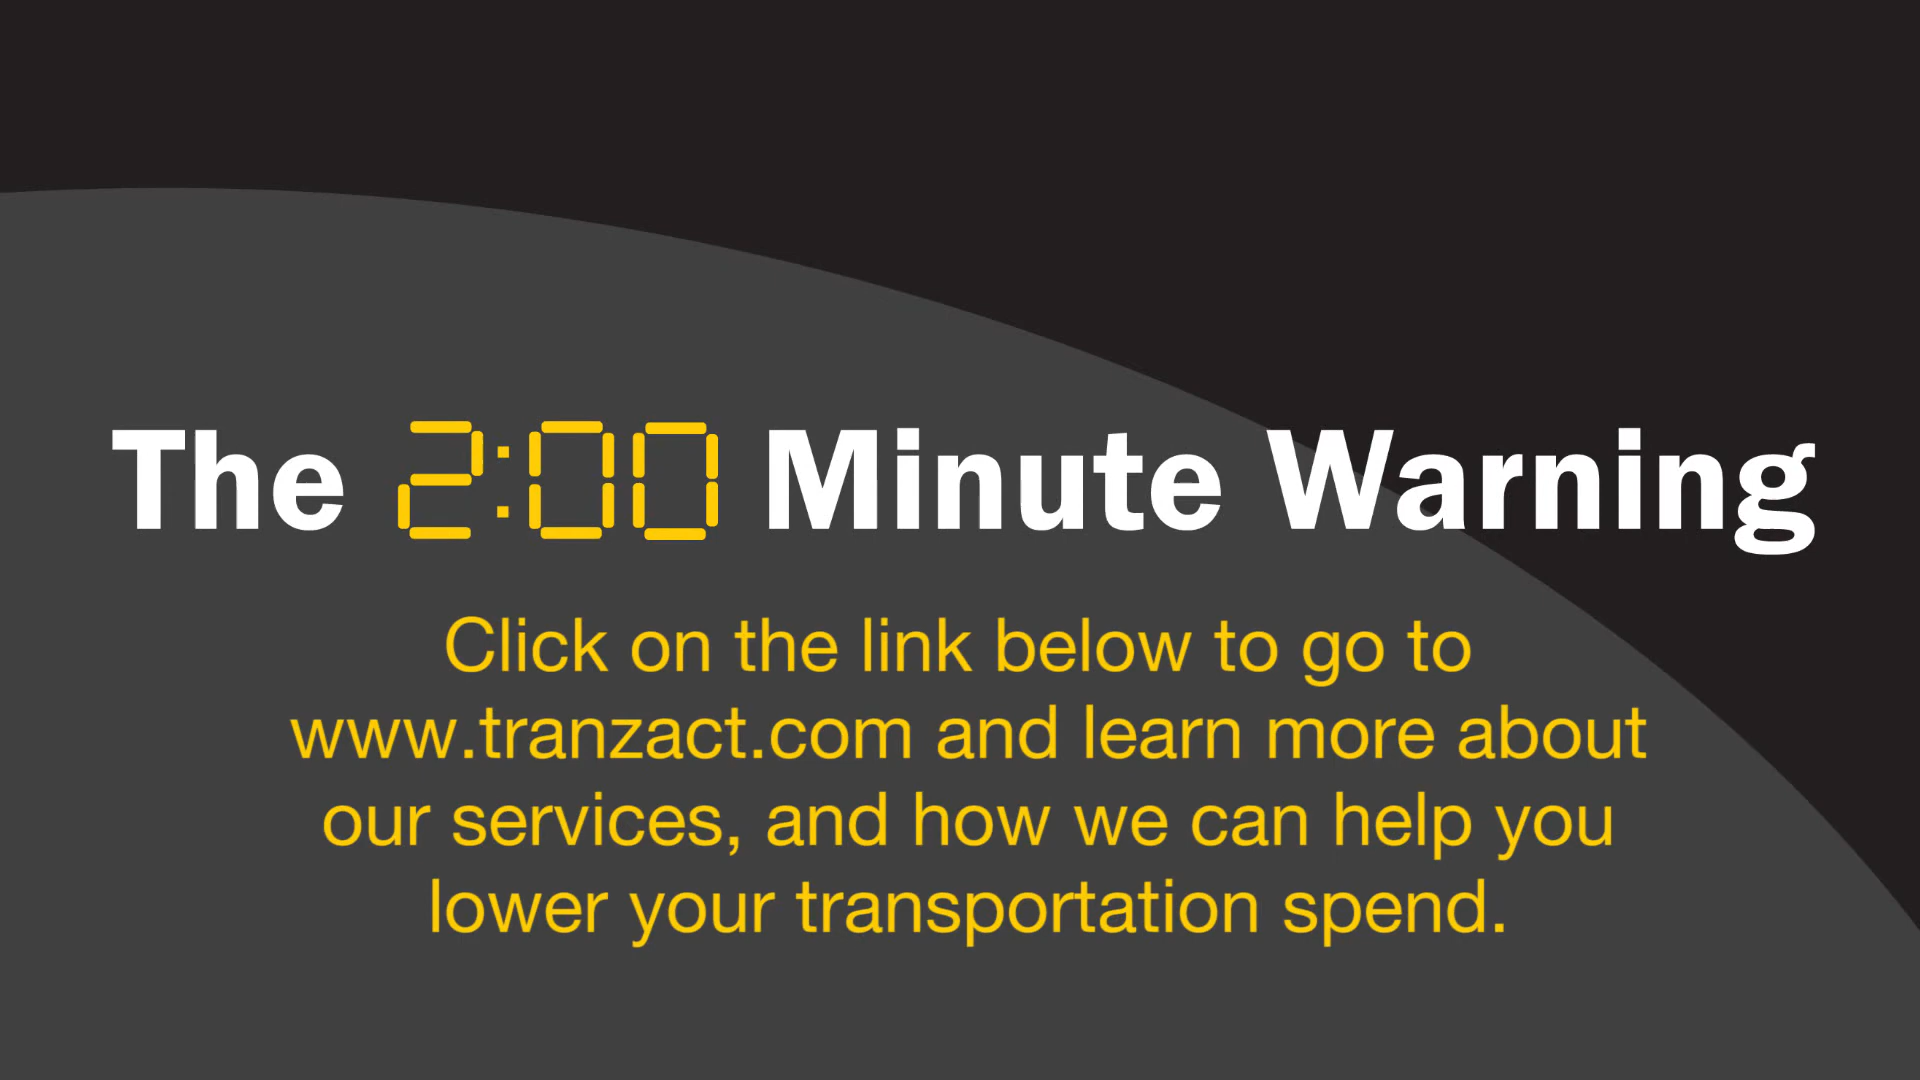 The 2:00 Minute Warning
Click on the link below to go to
www.tranzact.com and learn more about
our services, and how we can help you
lower your transportation spend.